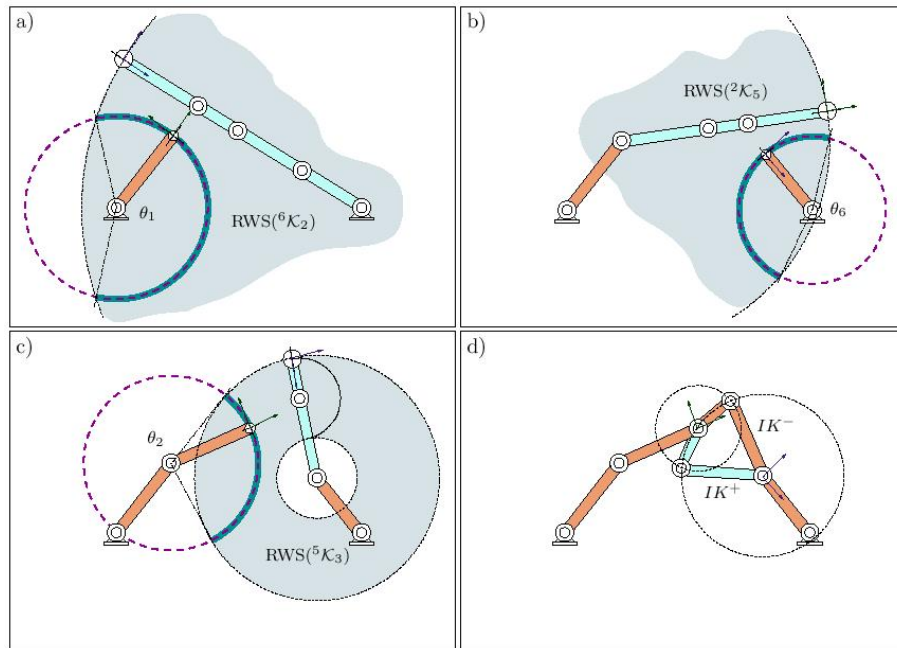 a)
θ₁
RWS(⁶𝒦₂)
b)
RWS(²𝒦₅)
θ₆
c)
θ₂
RWS(⁵𝒦₃)
d)
IK⁻
IK⁺